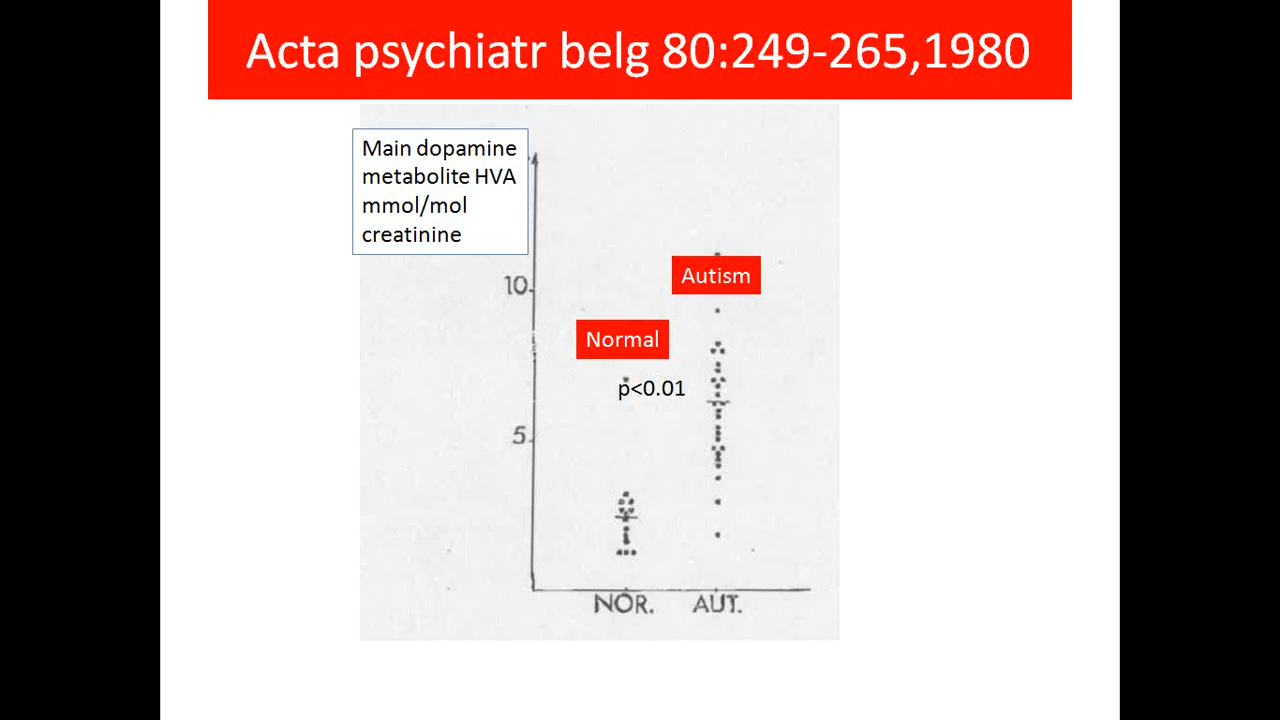 Acta psychiatr belg 80:249-265,1980
Main dopamine
metabolite HVA
mmol/mol
creatinine
10
Autism
Normal
p<0.01
5
NOR. AUT.